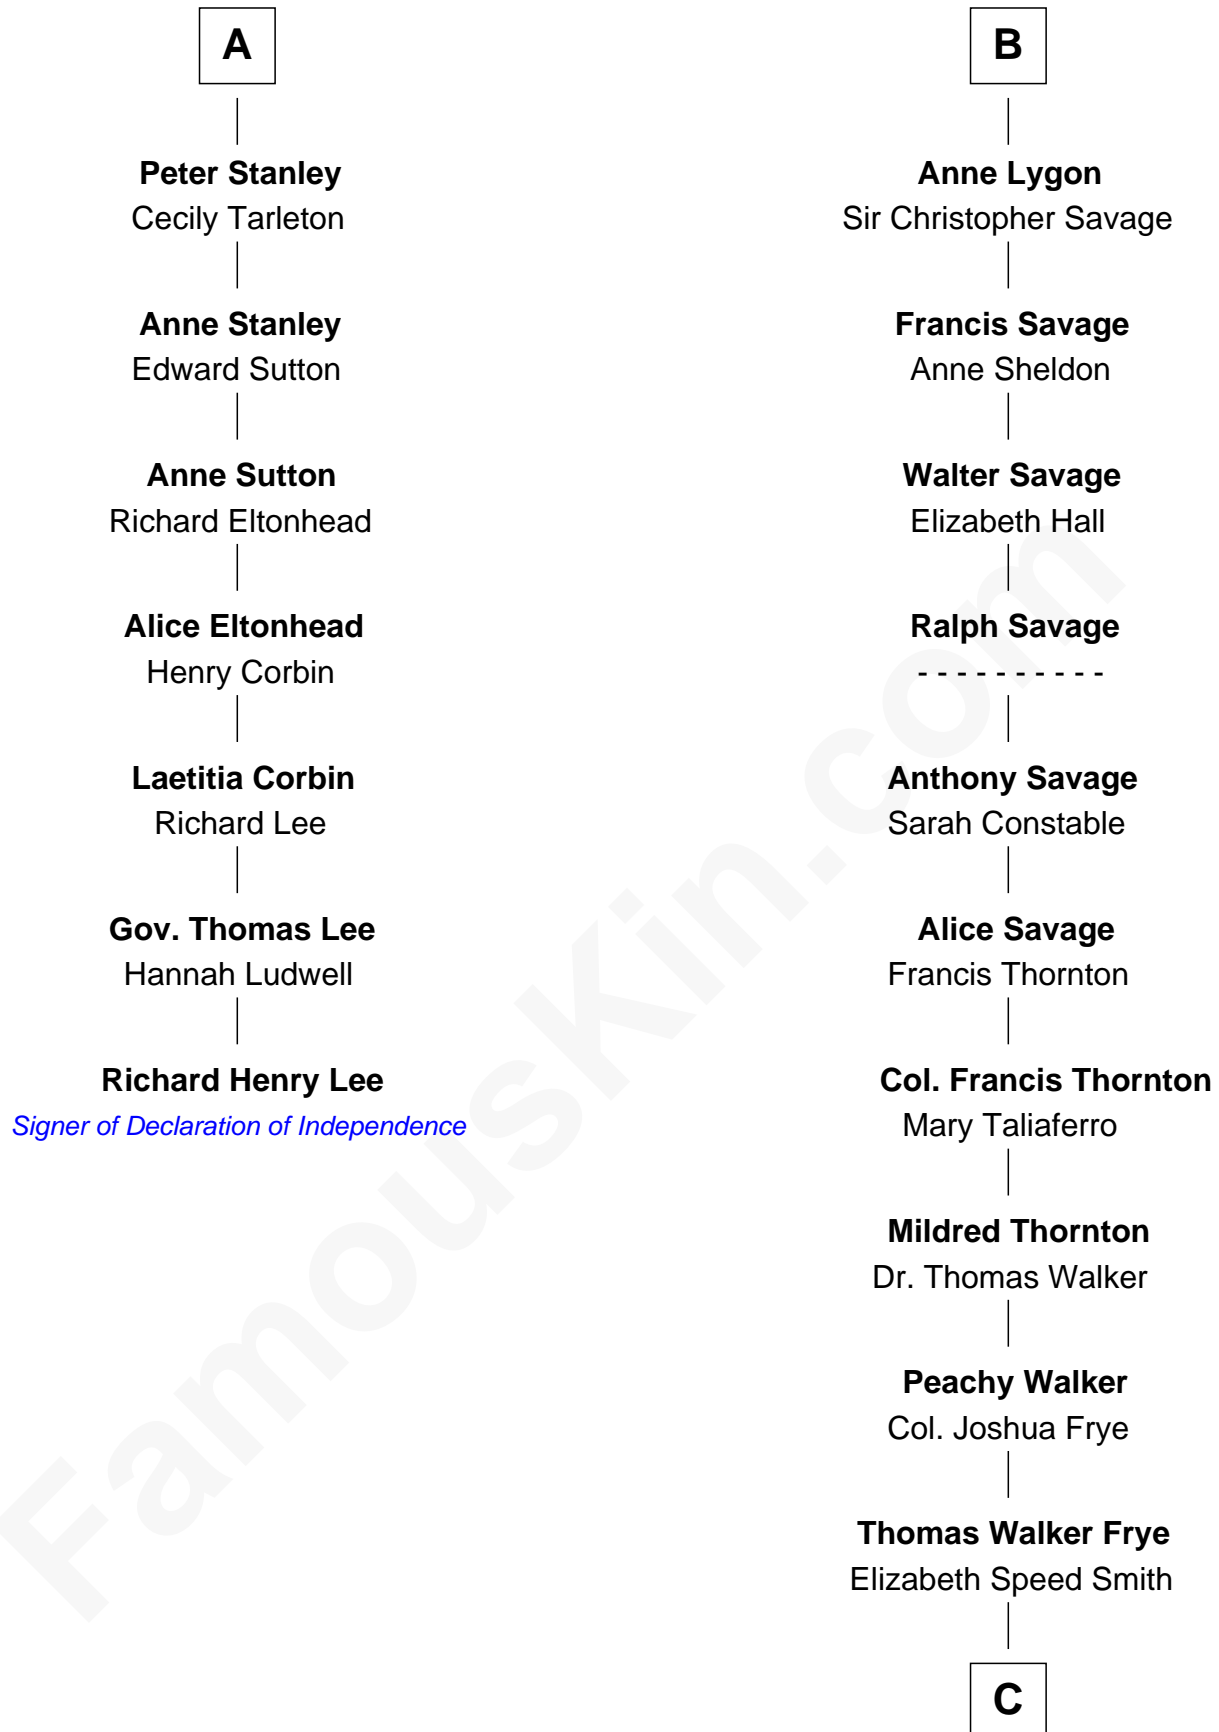 A
Peter Stanley
Cecily Tarleton
Anne Stanley
Edward Sutton
Anne Sutton
Richard Eltonhead
Alice Eltonhead
Henry Corbin
Laetitia Corbin
Richard Lee
Gov. Thomas Lee
Hannah Ludwell
Richard Henry Lee
Signer of Declaration of Independence
B
Anne Lygon
Sir Christopher Savage
Francis Savage
Anne Sheldon
Walter Savage
Elizabeth Hall
Ralph Savage
- - - - - - - - - -
Anthony Savage
Sarah Constable
Alice Savage
Francis Thornton
Col. Francis Thornton
Mary Taliaferro
Mildred Thornton
Dr. Thomas Walker
Peachy Walker
Col. Joshua Frye
Thomas Walker Frye
Elizabeth Speed Smith
C
FamousKin.com